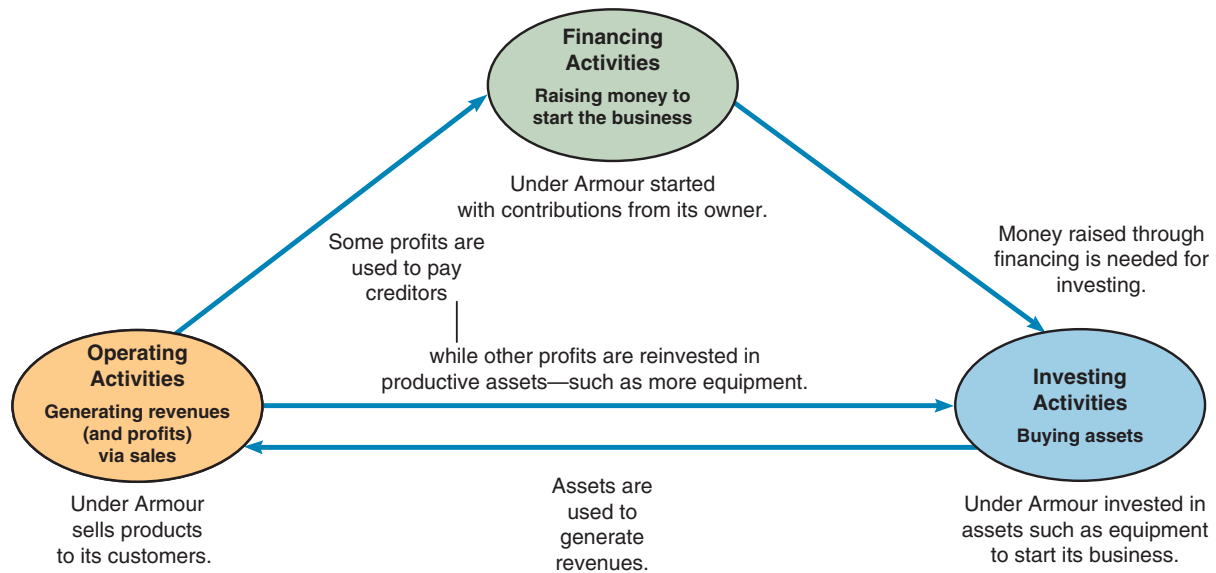 Financing
Activities
Raising money to
start the business
Under Armour started
with contributions from its owner.
Some profits are
used to pay
creditors
Money raised through
financing is needed for
investing.
while other profits are reinvested in
productive assets—such as more equipment.
Operating
Activities
Generating revenues
(and profits)
via sales
Investing
Activities
Buying assets
Under Armour
sells products
to its customers.
Assets are
used to
generate
revenues.
Under Armour invested in
assets such as equipment
to start its business.